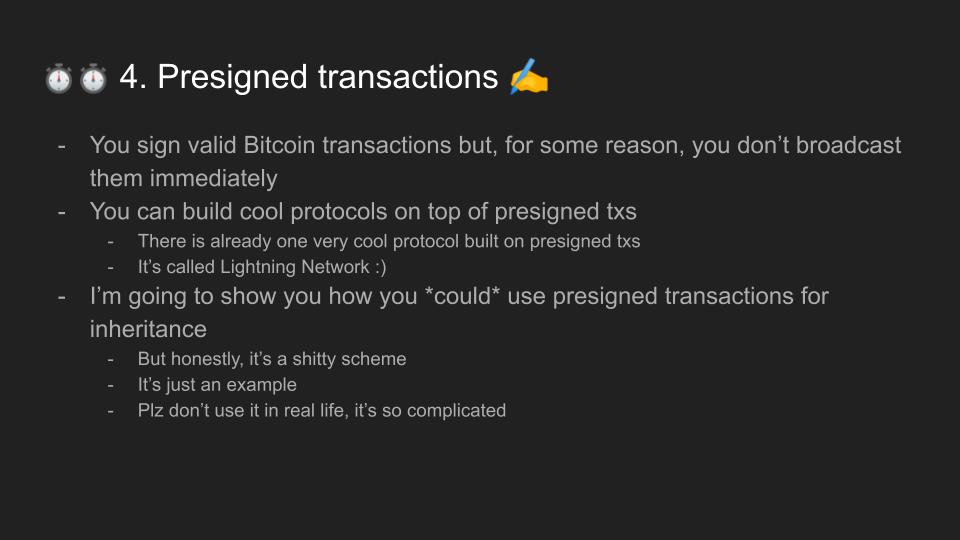 ⏱️⏱️ 4. Presigned transactions ✍️
- You sign valid Bitcoin transactions but, for some reason, you don’t broadcast
them immediately
- You can build cool protocols on top of presigned txs
- There is already one very cool protocol built on presigned txs
- It’s called Lightning Network :)
- I’m going to show you how you *could* use presigned transactions for
inheritance
- But honestly, it’s a shitty scheme
- It’s just an example
- Plz don’t use it in real life, it’s so complicated